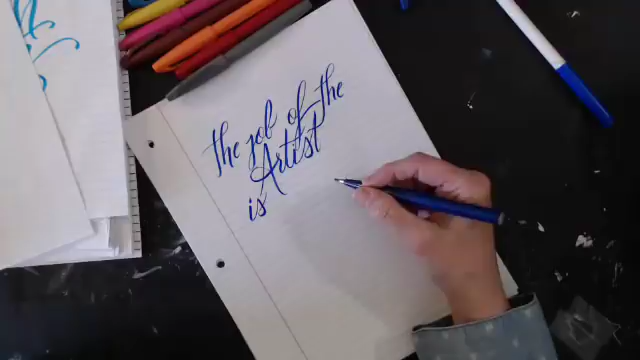 the job of the
Artist
is